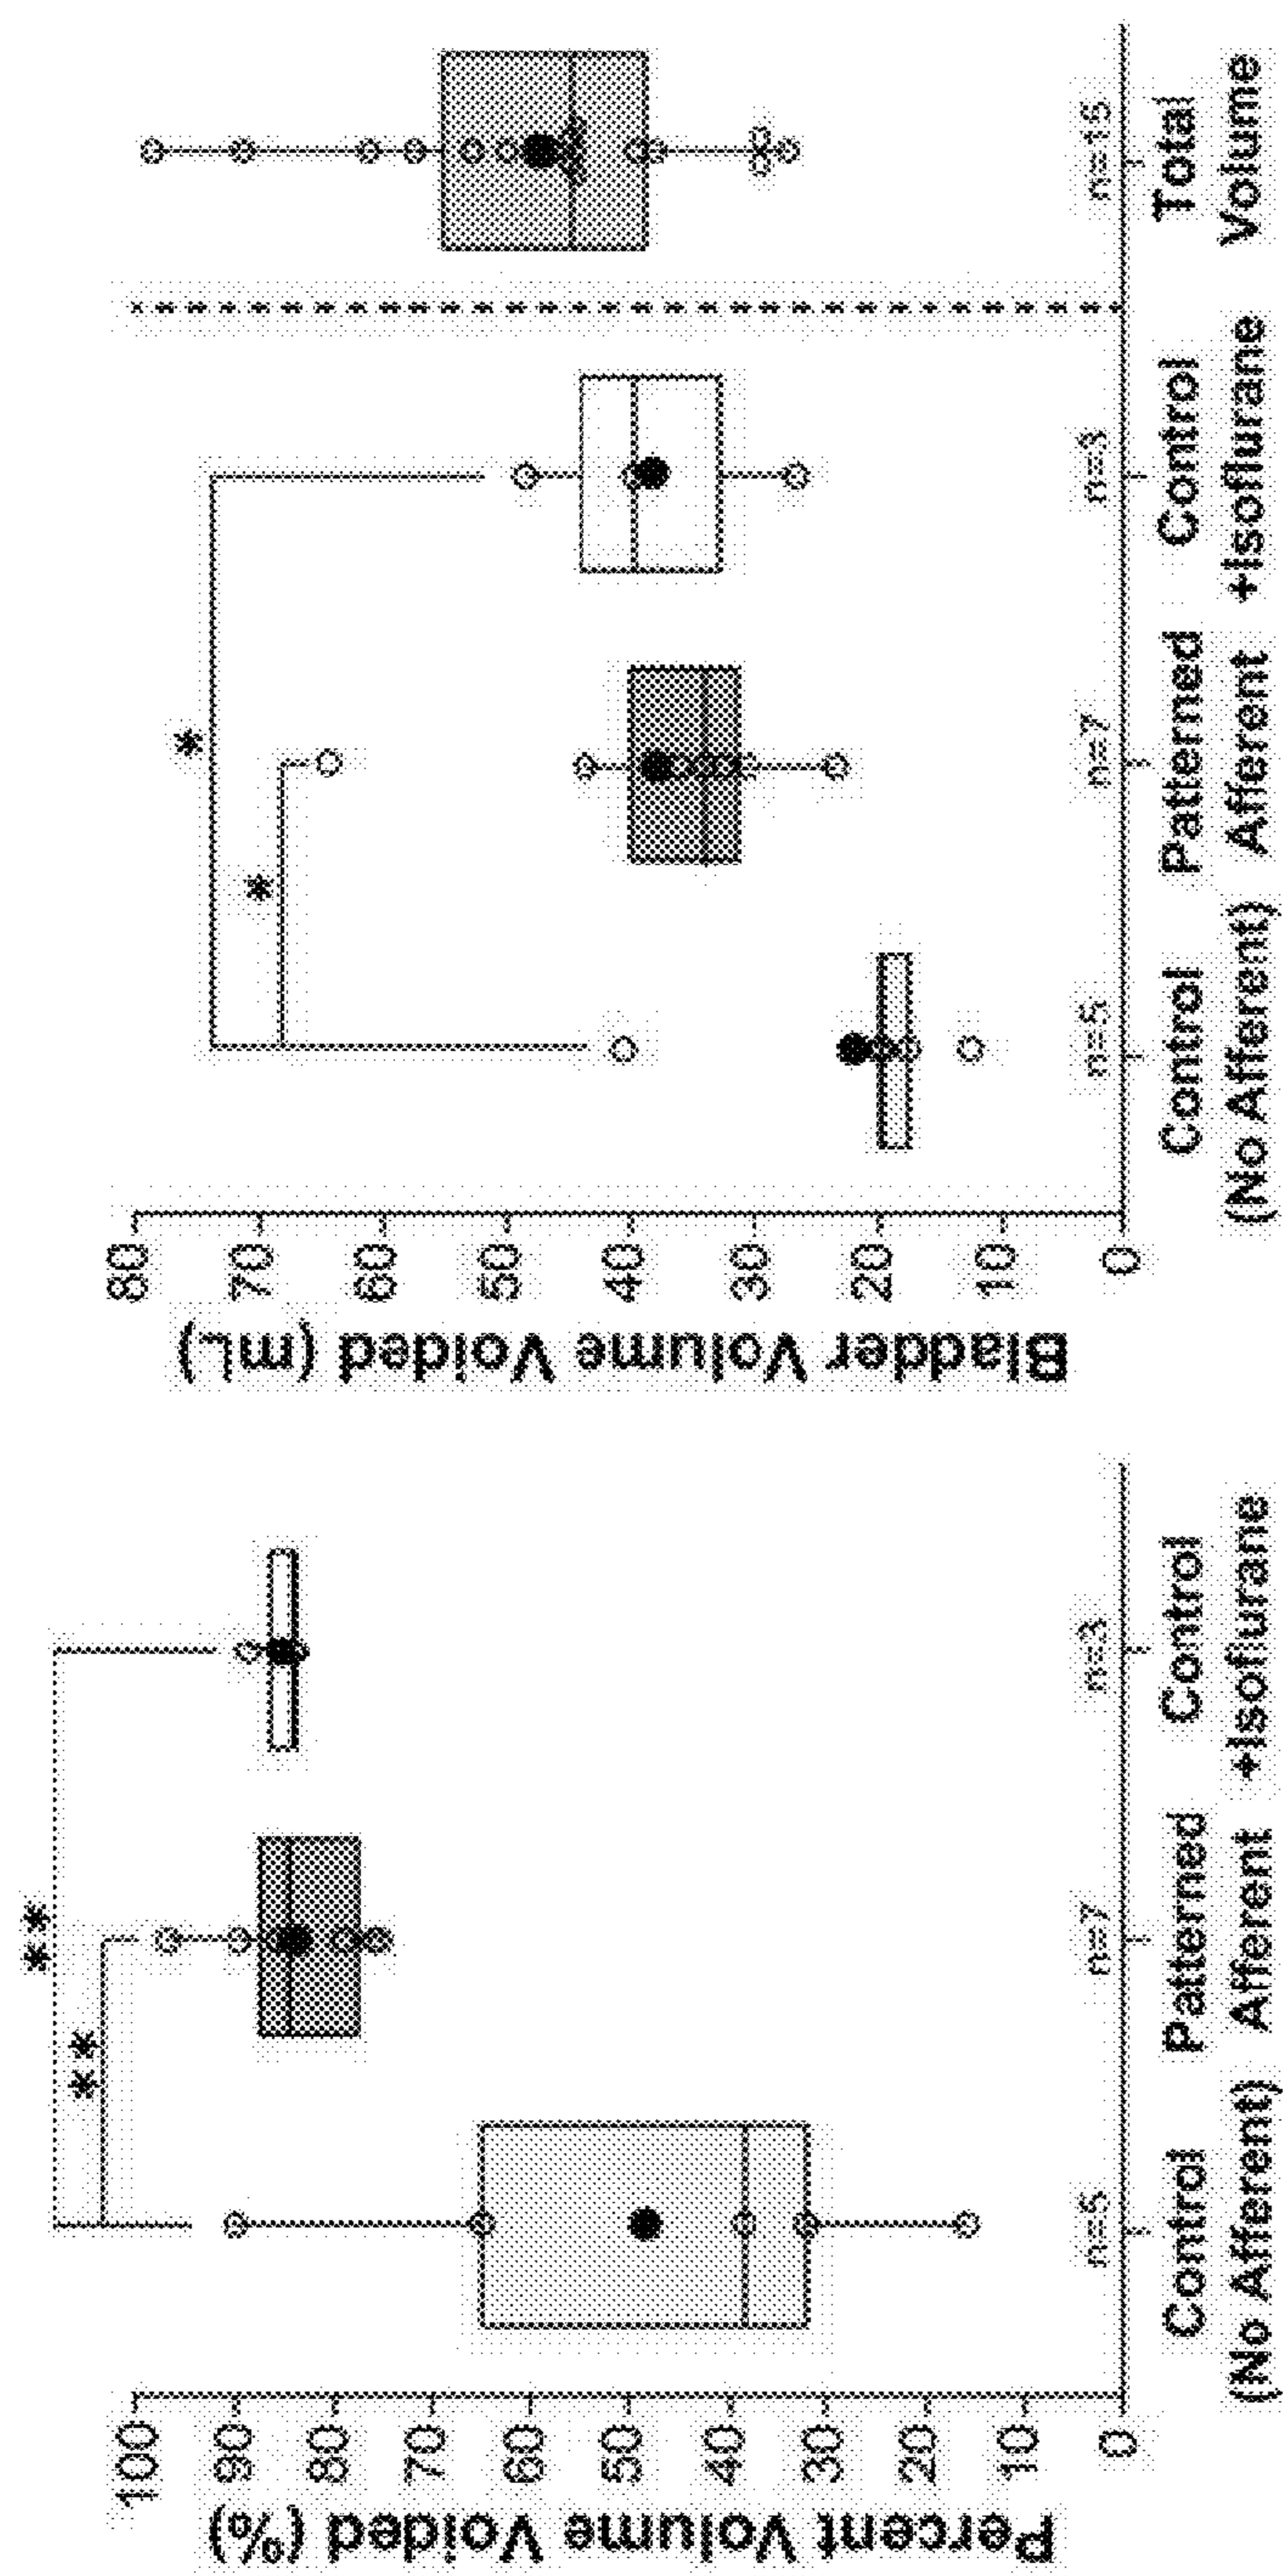 Percent Volume Voided (%)
100
90
80
70
60
50
40
30
20
10
0
**
**
n=5
n=7
n=3
Control
(No Afferent)
Patterned
Afferent
Control
+Isoflurane
Bladder Volume Voided (mL)
80
70
60
50
40
30
20
10
0
*
*
n=5
n=7
n=3
n=15
Control
(No Afferent)
Patterned
Afferent
Control
+Isoflurane
Total
Volume